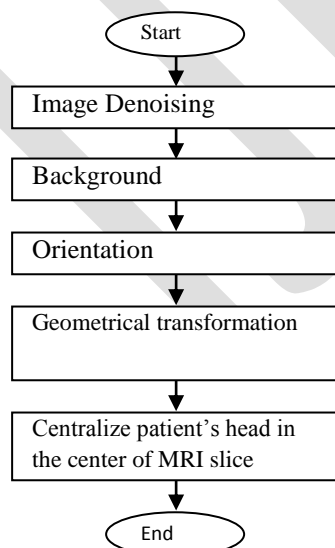 Start
Image Denoising
Background
Orientation
Geometrical transformation
Centralize patient’s head in
the center of MRI slice
End